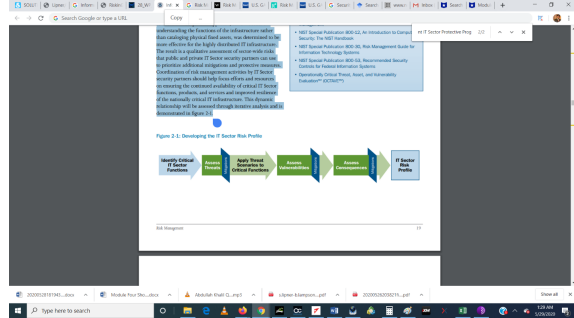 SOLUT
G Inform
Copy
...
Search Google or type a URL
nt IT Sector Protective Prog
understanding the functions of the infrastructure rather
than cataloging physical fixed assets, was determined to be
more effective for the highly distributed IT infrastructure.
The result is a qualitative assessment of sector-wide risks
that public and private IT Sector security partners can use
to prioritize additional mitigations and protective measures.
Coordination of risk management activities by IT Sector
security partners should help focus efforts and resources
on ensuring the continued availability of critical IT Sector
functions, products, and services and improved resilience
of the nationally critical IT infrastructure. This dynamic
relationship will be assessed through iterative analysis and is
demonstrated in figure 2-1.
• NIST Special Publication 800-12, An Introduction to Comput
Security: The NIST Handbook
• NIST Special Publication 800-30, Risk Management Guide for
Information Technology Systems
• NIST Special Publication 800-53, Recommended Security
Controls for Federal Information Systems
• Operationally Critical Threat, Asset, and Vulnerability
Evaluation℠ (OCTAVE℠)
Figure 2-1: Developing the IT Sector Risk Profile
Identify Critical
IT Sector
Functions
Assess
Threats
Apply Threat
Scenarios to
Critical Functions
Assess
Vulnerabilities
Assess
Consequences
IT Sector
Risk
Profile
Risk Management
Module Four Sho....docx
Show all
Type here to search
1:29 AM
5/29/2020